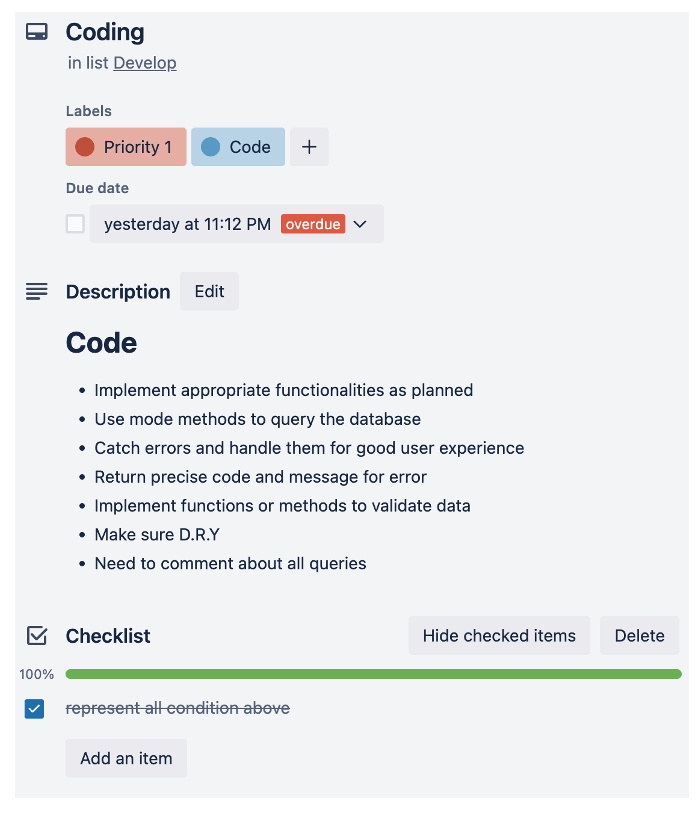 Coding
in list Develop
Labels
Priority 1 Code +
Due date
yesterday at 11:12 PM overdue
Description Edit
Code
• Implement appropriate functionalities as planned
• Use mode methods to query the database
• Catch errors and handle them for good user experience
• Return precise code and message for error
• Implement functions or methods to validate data
• Make sure D.R.Y
• Need to comment about all queries
Checklist Hide checked items Delete
100%
represent all condition above
Add an item